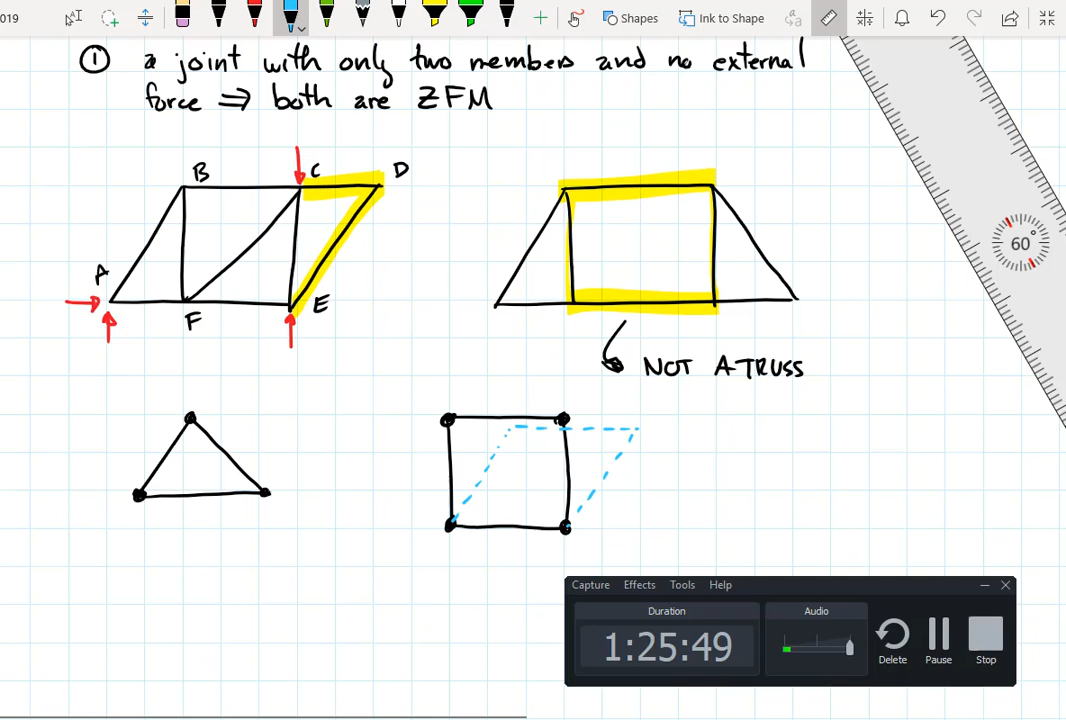 019
Shapes
Ink to Shape
① a joint with only two members and no external
force ⇒ both are ZFM
B
C
D
A
F
E
60°
NOT A TRUSS
Capture Effects Tools Help
Duration
Audio
1:25:49
Delete
Pause
Stop